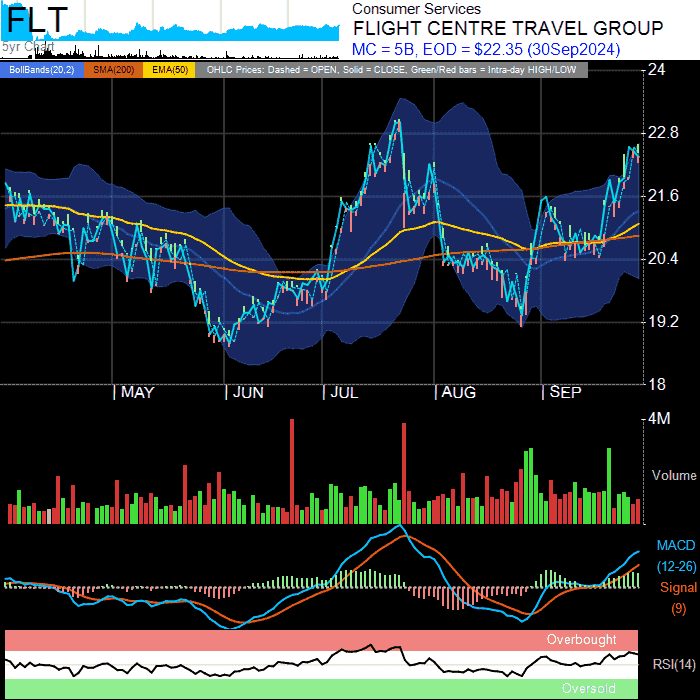 FLT
5yr Chart
Consumer Services
FLIGHT CENTRE TRAVEL GROUP
MC = 5B, EOD = $22.35 (30Sep2024)
BollBands(20,2) SMA(200) EMA(50) OHLC Prices: Dashed = OPEN, Solid = CLOSE, Green/Red bars = Intra-day HIGH/LOW
24
22.8
21.6
20.4
19.2
18
MAY JUN JUL AUG SEP
4M
Volume
MACD
(12-26)
Signal
(9)
Overbought
RSI(14)
Oversold